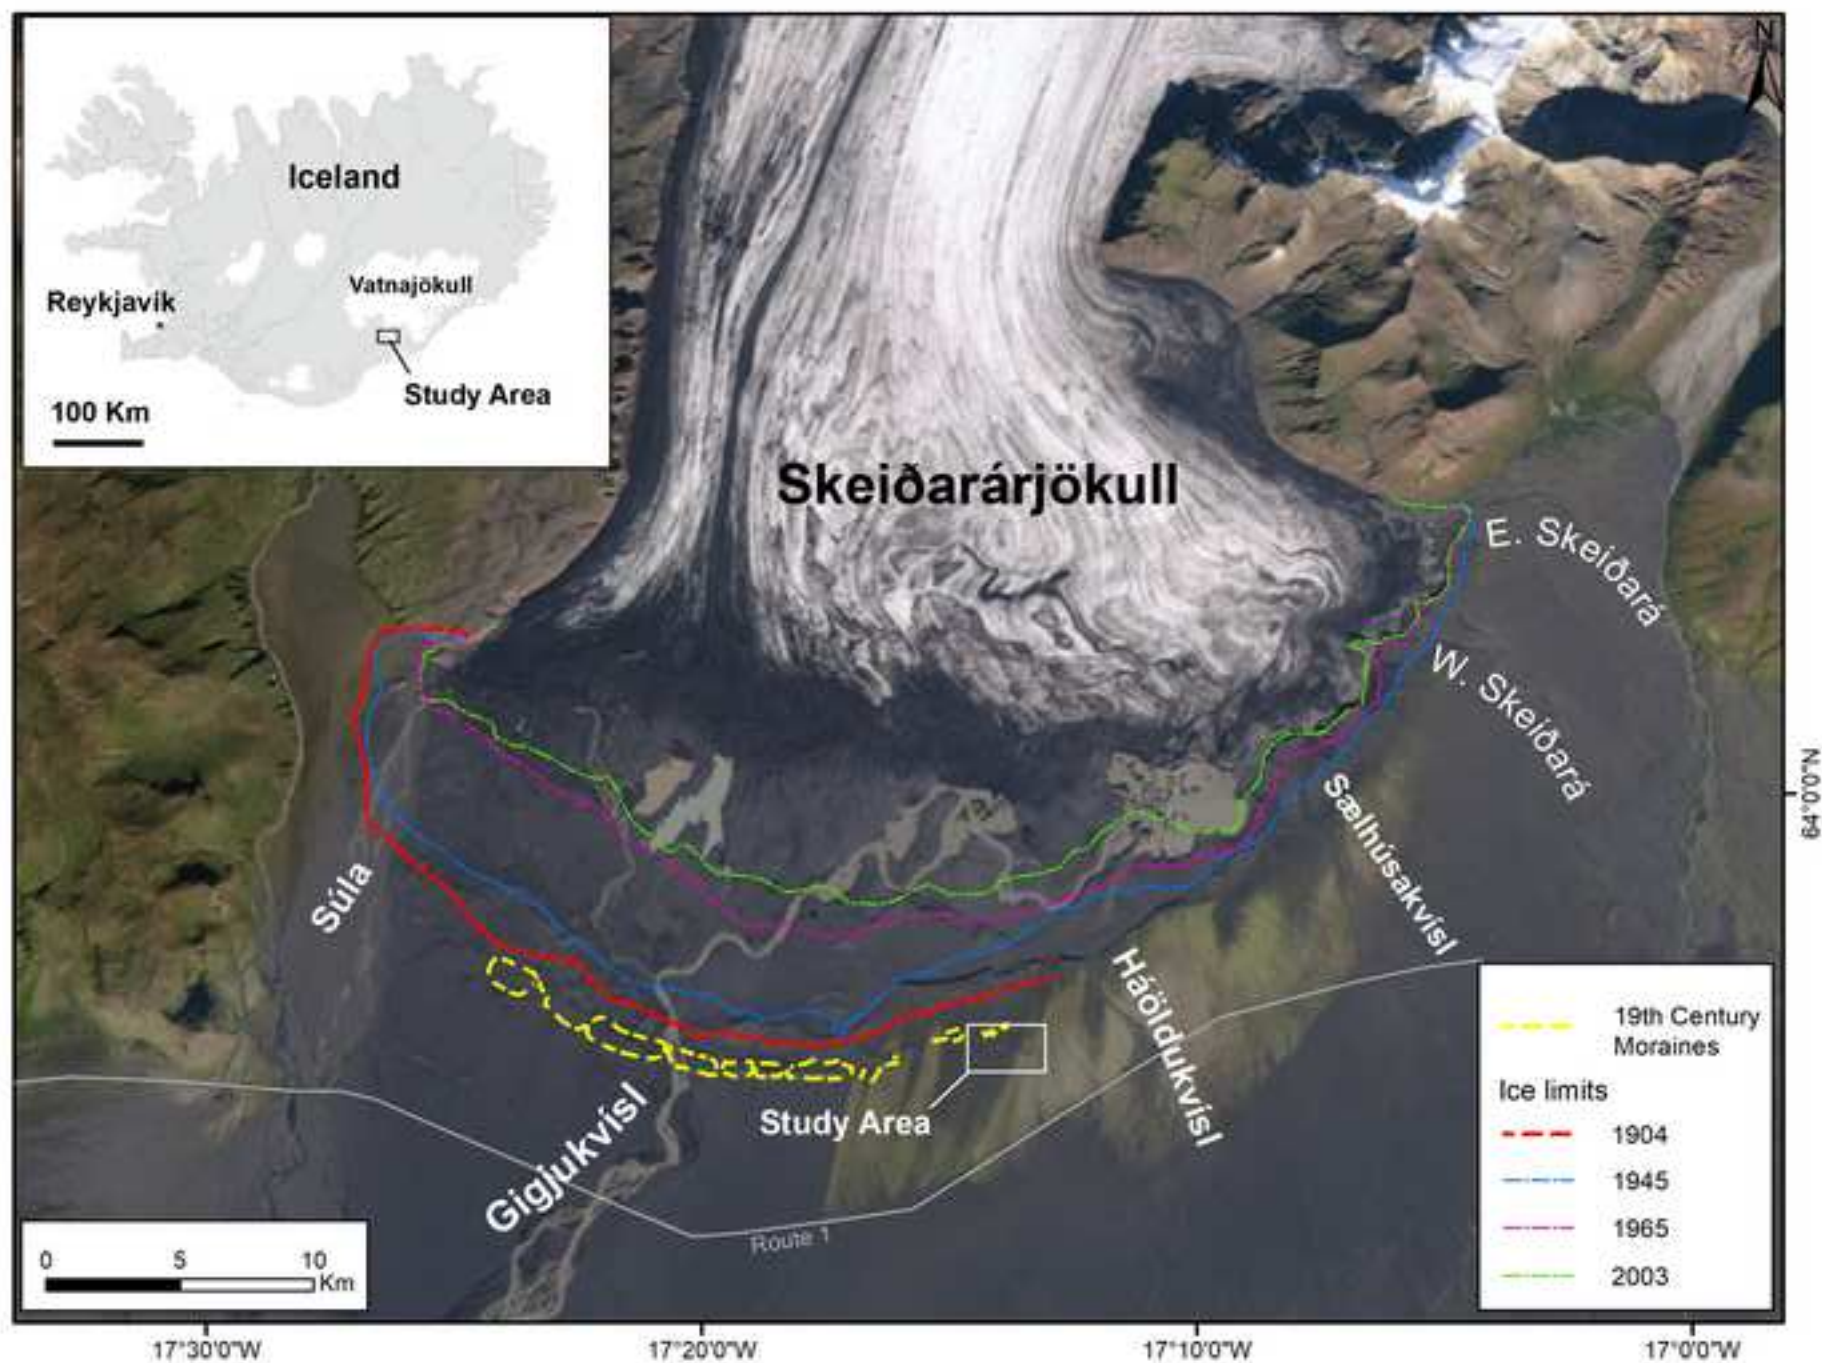 Iceland
Vatnajökull
Reykjavík
Study Area
100 Km
N
Skeiðarárjökull
E. Skeiðará
W. Skeiðará
Sælhúsakvísl
Háöldukvísl
Súla
Gigjukvísl
Study Area
Route 1
19th Century
Moraines
Ice limits
1904
1945
1965
2003
0 5 10
Km
64°0'0"N
17°30'0"W 17°20'0"W 17°10'0"W 17°0'0"W